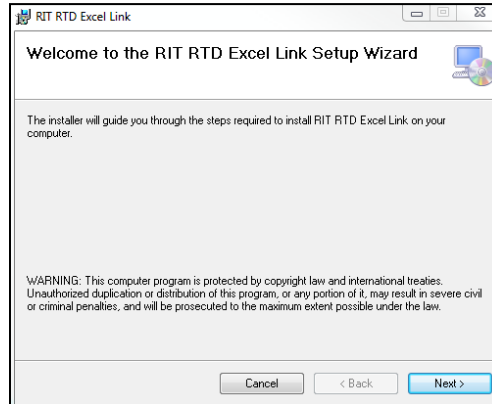 RIT RTD Excel Link
Welcome to the RIT RTD Excel Link Setup Wizard
The installer will guide you through the steps required to install RIT RTD Excel Link on your
computer.
WARNING: This computer program is protected by copyright law and international treaties.
Unauthorized duplication or distribution of this program, or any portion of it, may result in severe civil
or criminal penalties, and will be prosecuted to the maximum extent possible under the law.
Cancel
< Back
Next >